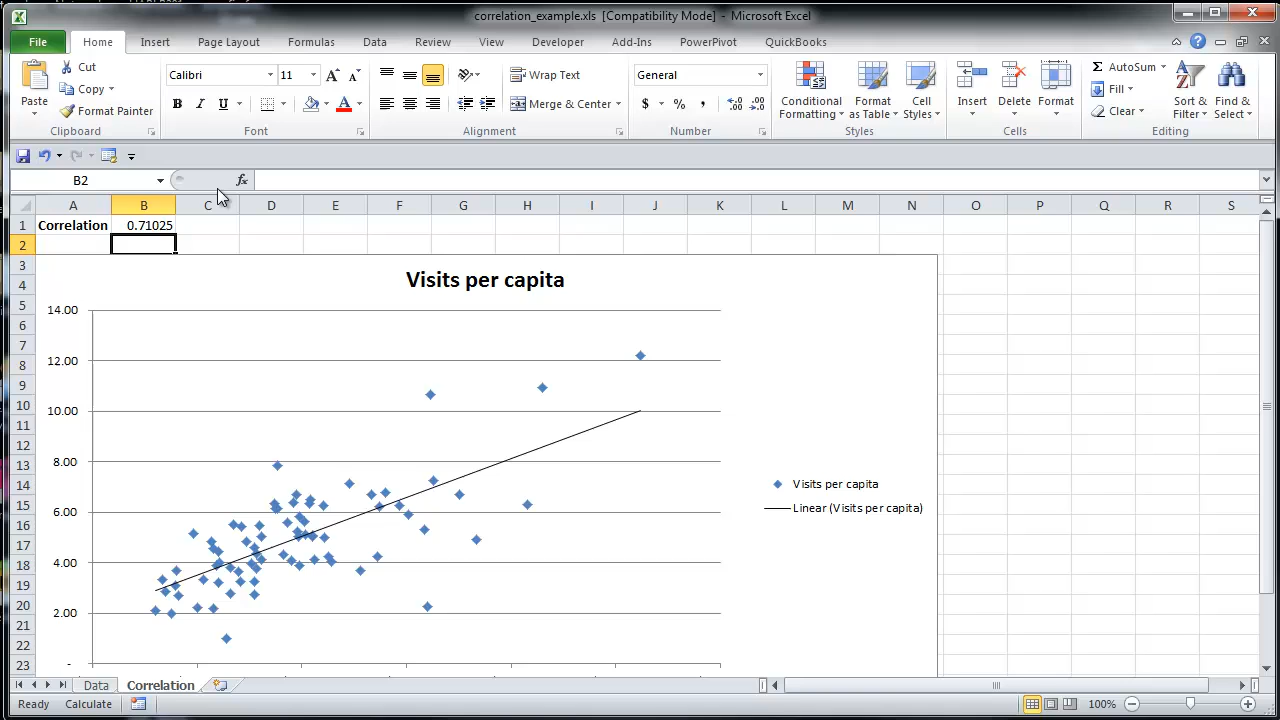 correlation_example.xls [Compatibility Mode] - Microsoft Excel
File Home Insert Page Layout Formulas Data Review View Developer Add-Ins PowerPivot QuickBooks
Paste
Cut
Copy
Format Painter
Clipboard
Calibri 11
B I U A
Font
Wrap Text
Merge & Center
Alignment
General
$ % ,
Number
Conditional Formatting
Format as Table
Cell Styles
Styles
Insert
Delete
Format
Cells
AutoSum
Fill
Clear
Sort & Filter
Find & Select
Editing
B2 fx
A B C D E F G H I J K L M N O P Q R S
1 Correlation 0.71025
2
3
4
5
6
7
8
9
10
11
12
13
14
15
16
17
18
19
20
21
22
23
Visits per capita
14.00
12.00
10.00
8.00
6.00
4.00
2.00
-
Visits per capita
Linear (Visits per capita)
Data Correlation
Ready Calculate 100%